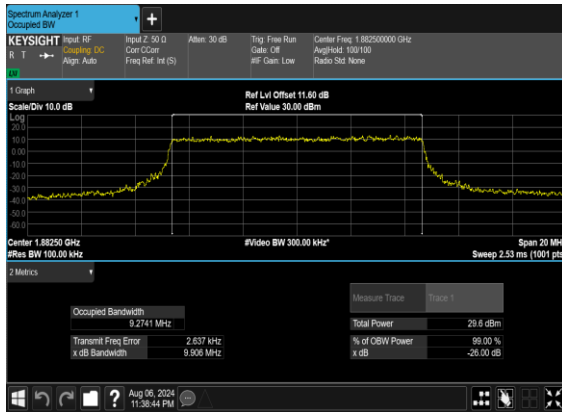 Spectrum Analyzer 1
Occupied BW
+
KEYSIGHT Input: RF Input Z: 50 Ω Atten: 30 dB Trig: Free Run Center Freq: 1.882500000 GHz
R T Coupling: DC Corr CCorr Gate: Off Avg|Hold: 100/100
Align: Auto Freq Ref: Int (S) #IF Gain: Low Radio Std: None
1 Graph
Ref Lvl Offset 11.60 dB
Scale/Div 10.0 dB Ref Value 30.00 dBm
Log
20.0
10.0
0.00
-10.0
-20.0
-30.0
-40.0
-50.0
-60.0
Center 1.88250 GHz #Video BW 300.00 kHz* Span 20 MH
#Res BW 100.00 kHz Sweep 2.53 ms (1001 pts
2 Metrics
Measure Trace Trace 1
Occupied Bandwidth
9.2741 MHz Total Power 29.6 dBm
Transmit Freq Error 2.637 kHz % of OBW Power 99.00 %
x dB Bandwidth 9.906 MHz x dB -26.00 dB
? Aug 06, 2024
11:38:44 PM